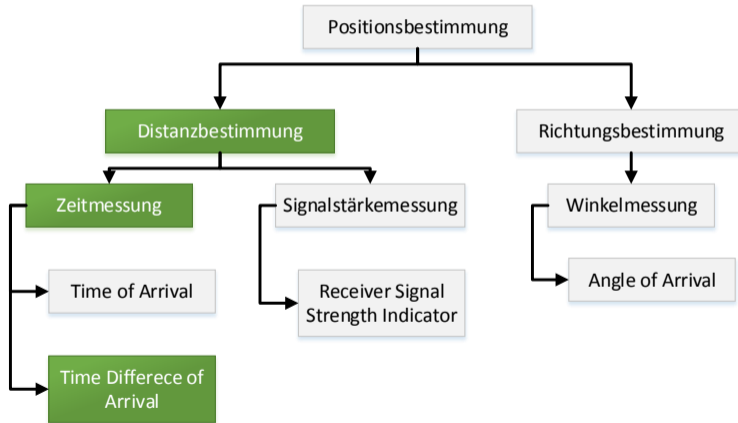 Positionsbestimmung
Distanzbestimmung
Richtungsbestimmung
Zeitmessung
Signalstärkemessung
Winkelmessung
Time of Arrival
Receiver Signal
Strength Indicator
Angle of Arrival
Time Differece of
Arrival